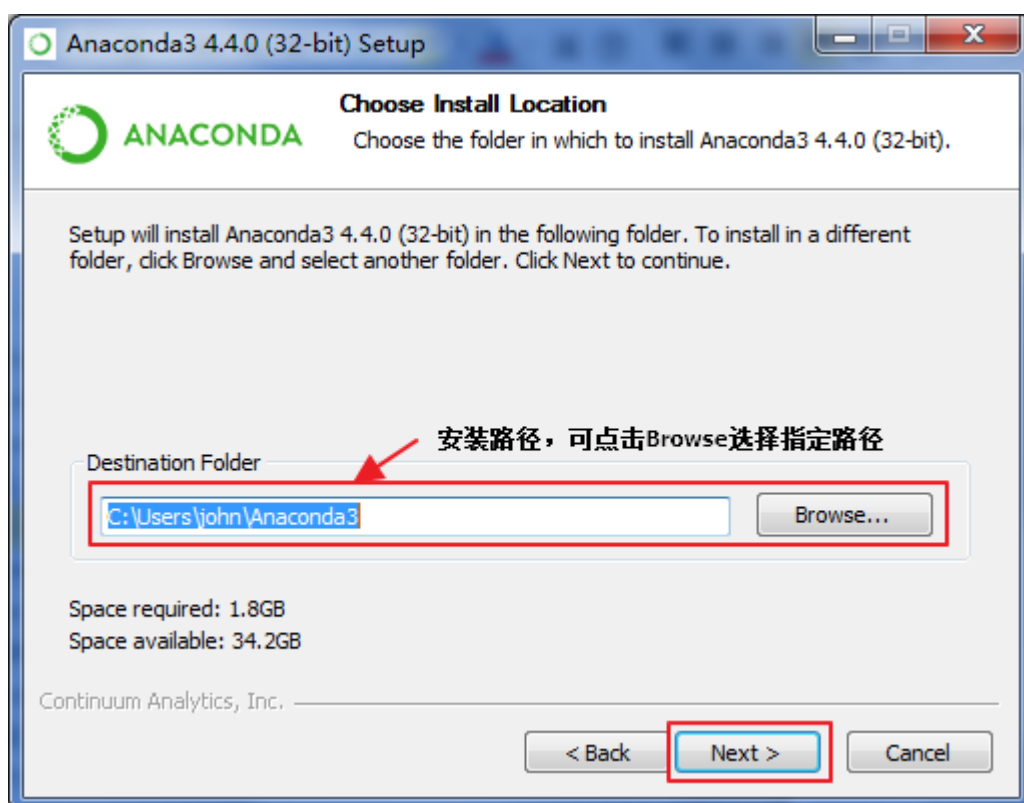 Anaconda3 4.4.0 (32-bit) Setup
ANACONDA
Choose Install Location
Choose the folder in which to install Anaconda3 4.4.0 (32-bit).
Setup will install Anaconda3 4.4.0 (32-bit) in the following folder. To install in a different
folder, click Browse and select another folder. Click Next to continue.
安装路径，可点击Browse选择指定路径
Destination Folder
C:\Users\john\Anaconda3
Browse...
Space required: 1.8GB
Space available: 34.2GB
Continuum Analytics, Inc.
< Back
Next >
Cancel